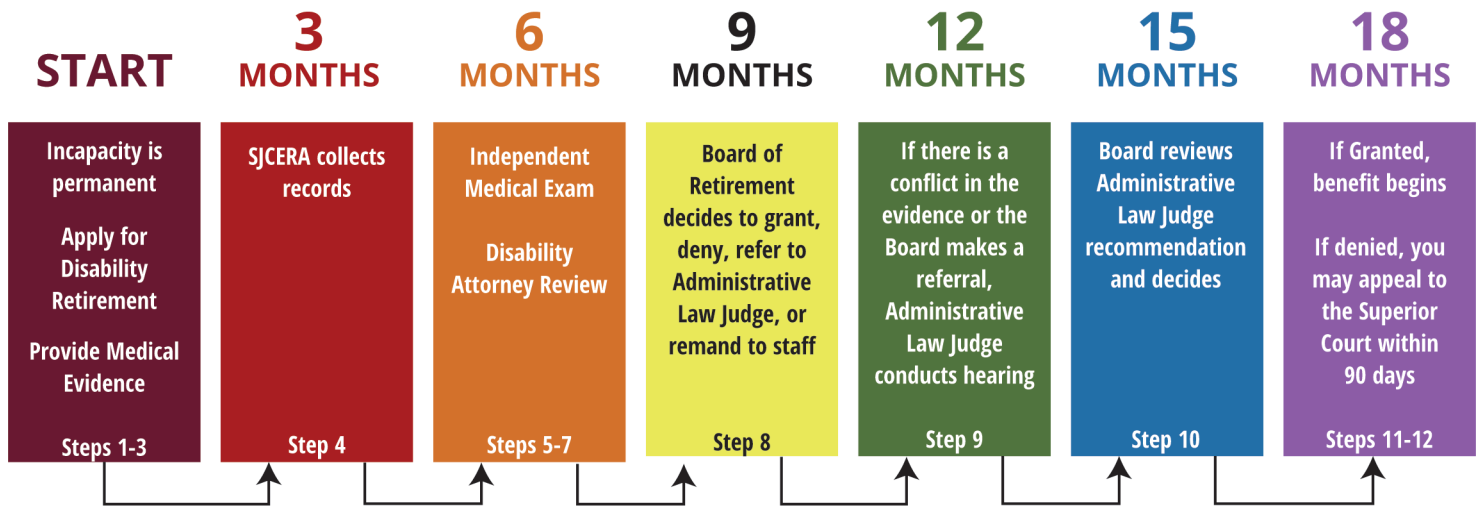 START
Incapacity is
permanent
Apply for
Disability
Retirement
Provide Medical
Evidence
Steps 1-3
3
MONTHS
SJCERA collects
records
Step 4
6
MONTHS
Independent
Medical Exam
Disability
Attorney Review
Steps 5-7
9
MONTHS
Board of
Retirement
decides to grant,
deny, refer to
Administrative
Law Judge, or
remand to staff
Step 8
12
MONTHS
If there is a
conflict in the
evidence or the
Board makes a
referral,
Administrative
Law Judge
conducts hearing
Step 9
15
MONTHS
Board reviews
Administrative
Law Judge
recommendation
and decides
Step 10
18
MONTHS
If Granted,
benefit begins
If denied, you
may appeal to
the Superior
Court within
90 days
Steps 11-12